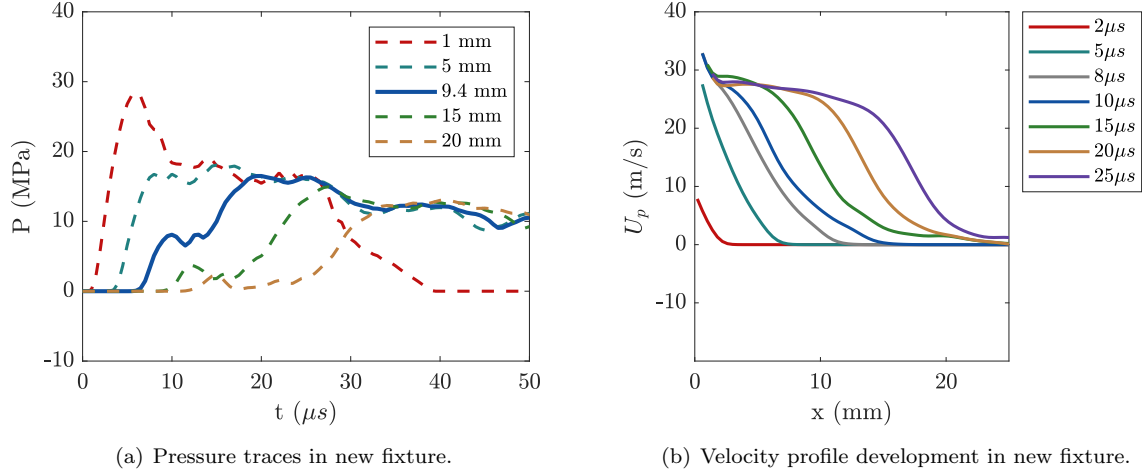 40
30
20
10
0
-10
P (MPa)
0 10 20 30 40 50
t (μs)
1 mm
5 mm
9.4 mm
15 mm
20 mm
(a) Pressure traces in new fixture.
40
30
20
10
0
-10
U_p (m/s)
0 10 20
x (mm)
2μs
5μs
8μs
10μs
15μs
20μs
25μs
(b) Velocity profile development in new fixture.